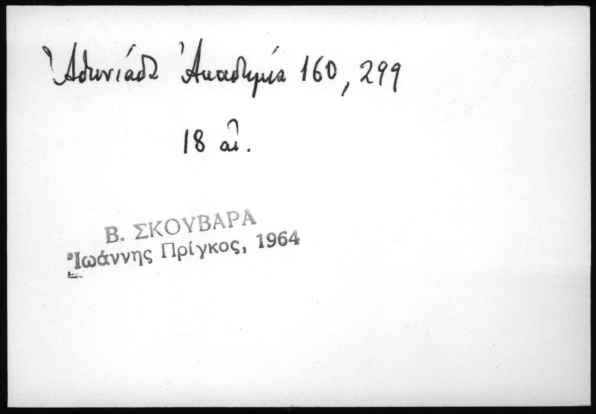 Ἀθωνιάδα Ἀκαδημία 160, 299
18 αἰ.
Β. ΣΚΟΥΒΑΡΑ
Ἰωάννης Πρίγκος, 1964